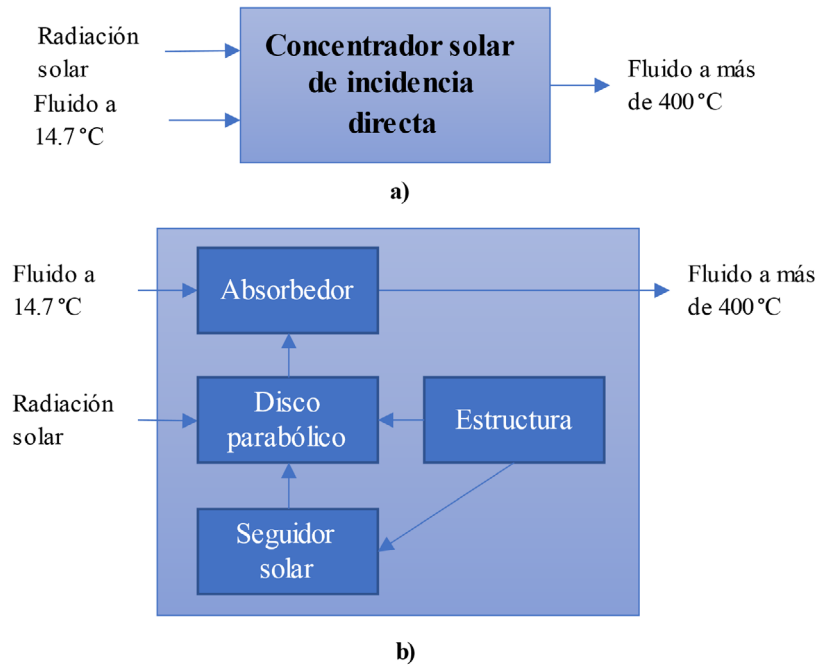 Radiación
solar
Fluido a
14.7 °C
Concentrador solar
de incidencia
directa
Fluido a más
de 400 °C
a)
Fluido a
14.7 °C
Absorbedor
Fluido a más
de 400 °C
Radiación
solar
Disco
parabólico
Estructura
Seguidor
solar
b)